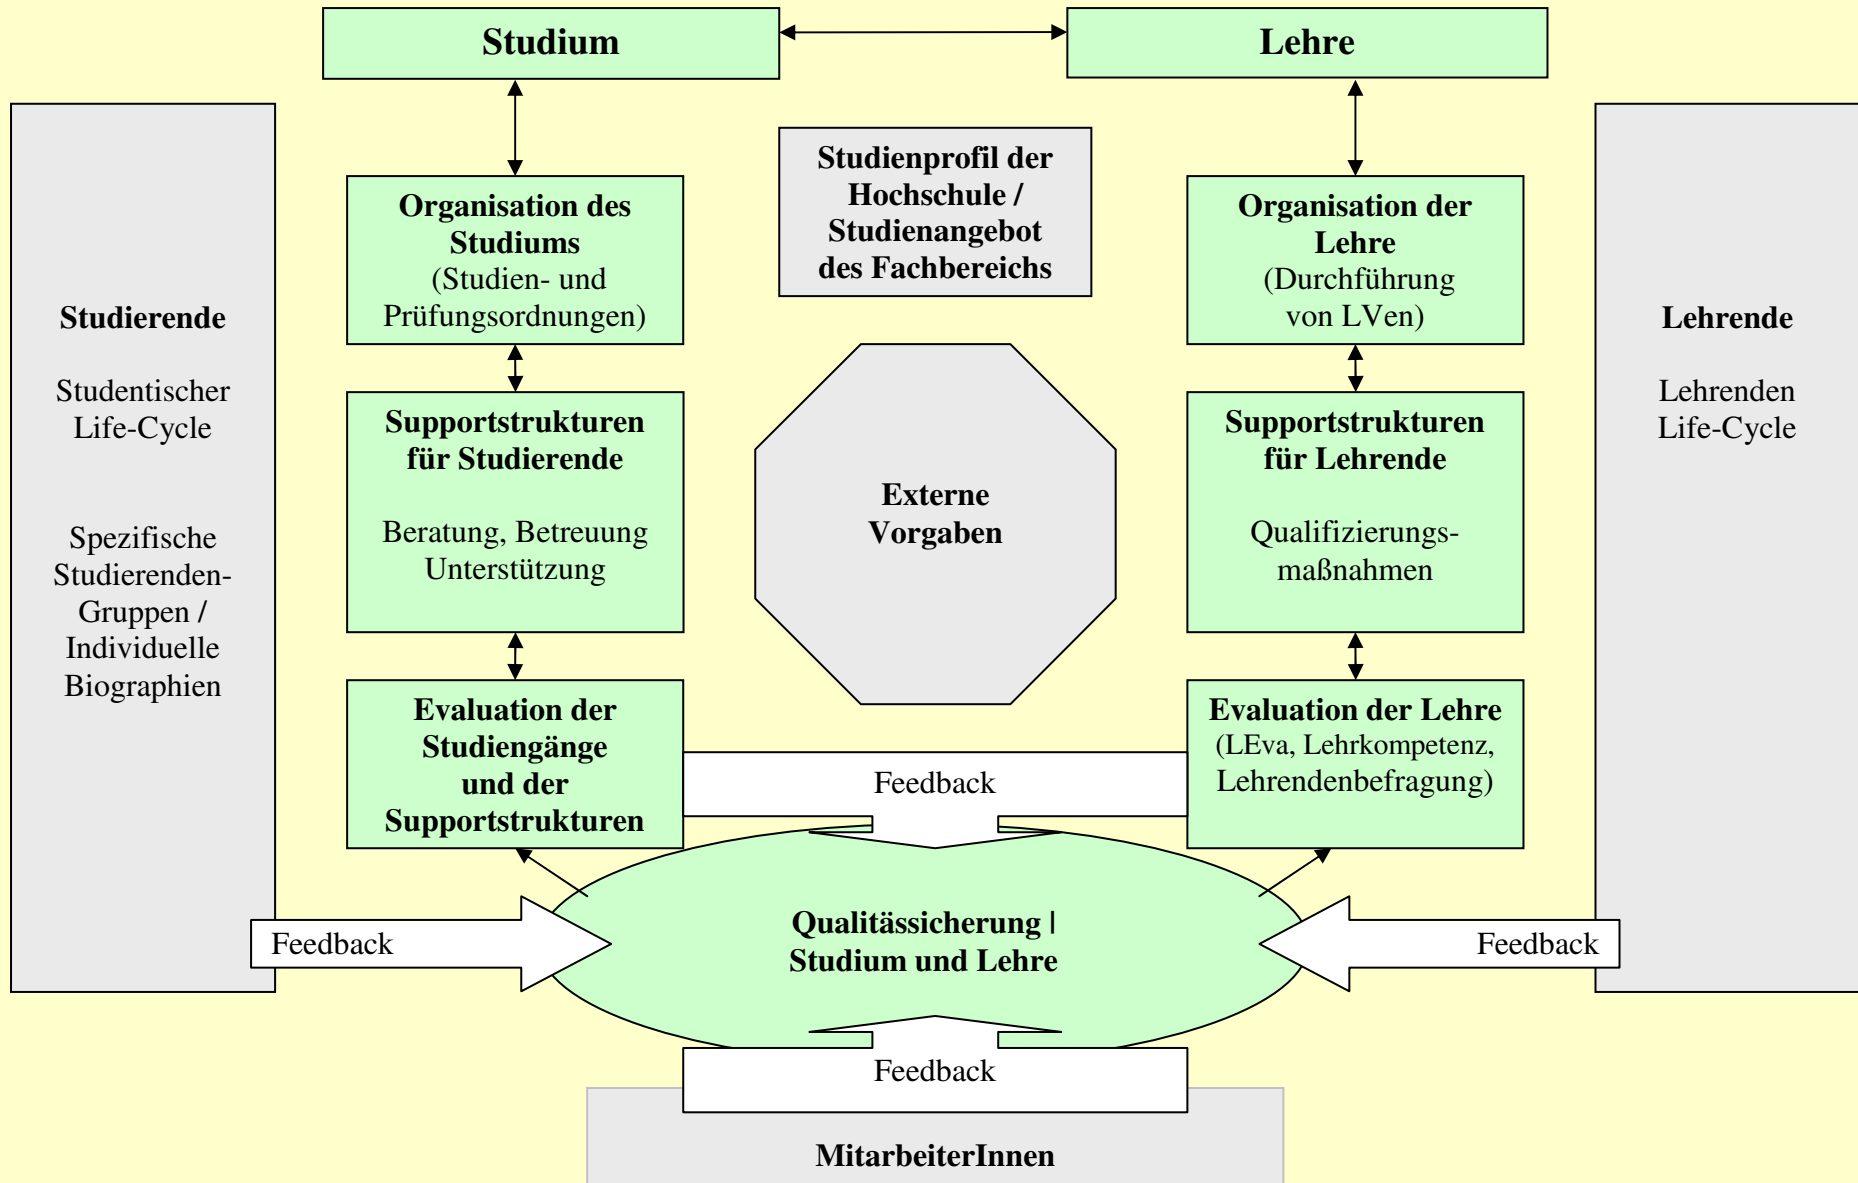 Studium
Lehre
Studienprofil der
Hochschule /
Studienangebot
des Fachbereichs
Studierende
Studentischer
Life-Cycle
Spezifische
Studierenden-
Gruppen /
Individuelle
Biographien
Organisation des
Studiums
(Studien- und
Prüfungsordnungen)
Supportstrukturen
für Studierende
Beratung, Betreuung
Unterstützung
Evaluation der
Studiengänge
und der
Supportstrukturen
Externe
Vorgaben
Organisation der
Lehre
(Durchführung
von LVen)
Supportstrukturen
für Lehrende
Qualifizierungs-
maßnahmen
Evaluation der Lehre
(LEva, Lehrkompetenz,
Lehrendenbefragung)
Lehrende
Lehrenden
Life-Cycle
Feedback
Feedback
Qualitässicherung |
Studium und Lehre
Feedback
Feedback
MitarbeiterInnen